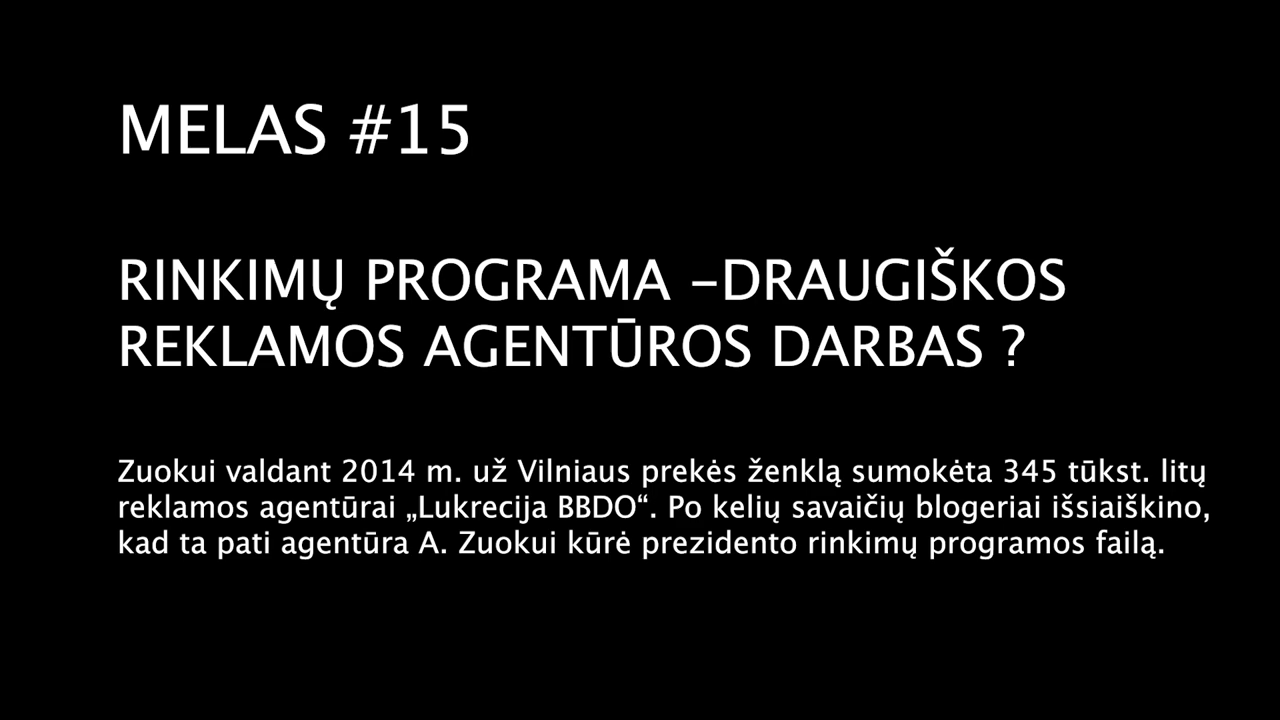 MELAS #15
RINKIMŲ PROGRAMA -DRAUGIŠKOS
REKLAMOS AGENTŪROS DARBAS ?
Zuokui valdant 2014 m. už Vilniaus prekės ženklą sumokėta 345 tūkst. litų
reklamos agentūrai „Lukrecija BBDO“. Po kelių savaičių blogeriai išsiaiškino,
kad ta pati agentūra A. Zuokui kūrė prezidento rinkimų programos failą.